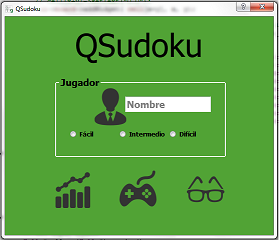 QSudoku
QSudoku
Jugador
Nombre
Fácil Intermedio Difícil